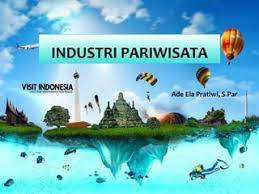 INDUSTRI PARIWISATA
VISIT INDONESIA
Ade Ela Pratiwi, S.Par